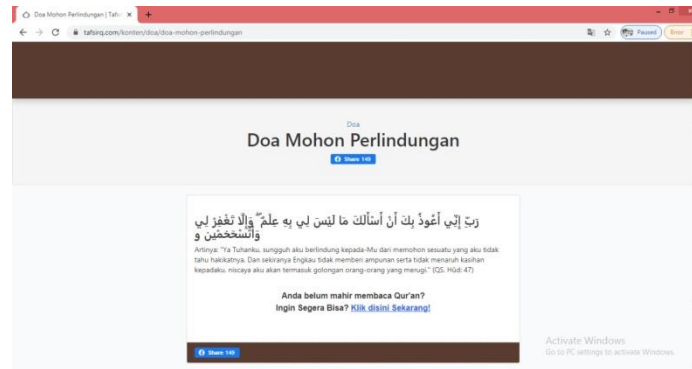 Doa Mohon Perlindungan | Tafsi
tafsirq.com/konten/doa/doa-mohon-perlindungan
Paused
Error
Doa
Doa Mohon Perlindungan
Share 149
رَبِّ إِنِّي أَعُوذُ بِكَ أَنْ أَسْأَلَكَ مَا لَيْسَ لِي بِهِ عِلْمٌ ۖ وَإِلَّا تَغْفِرْ لِي
و
Artinya: "Ya Tuhanku, sungguh aku berlindung kepada-Mu dari memohon sesuatu yang aku tidak
tahu hakikatnya. Dan sekiranya Engkau tidak memberi ampunan serta tidak menaruh kasihan
kepadaku, niscaya aku akan termasuk golongan orang-orang yang merugi." (QS. Hûd: 47)
Anda belum mahir membaca Qur'an?
Ingin Segera Bisa? Klik disini Sekarang!
Share 149
Activate Windows
Go to PC settings to activate Windows.